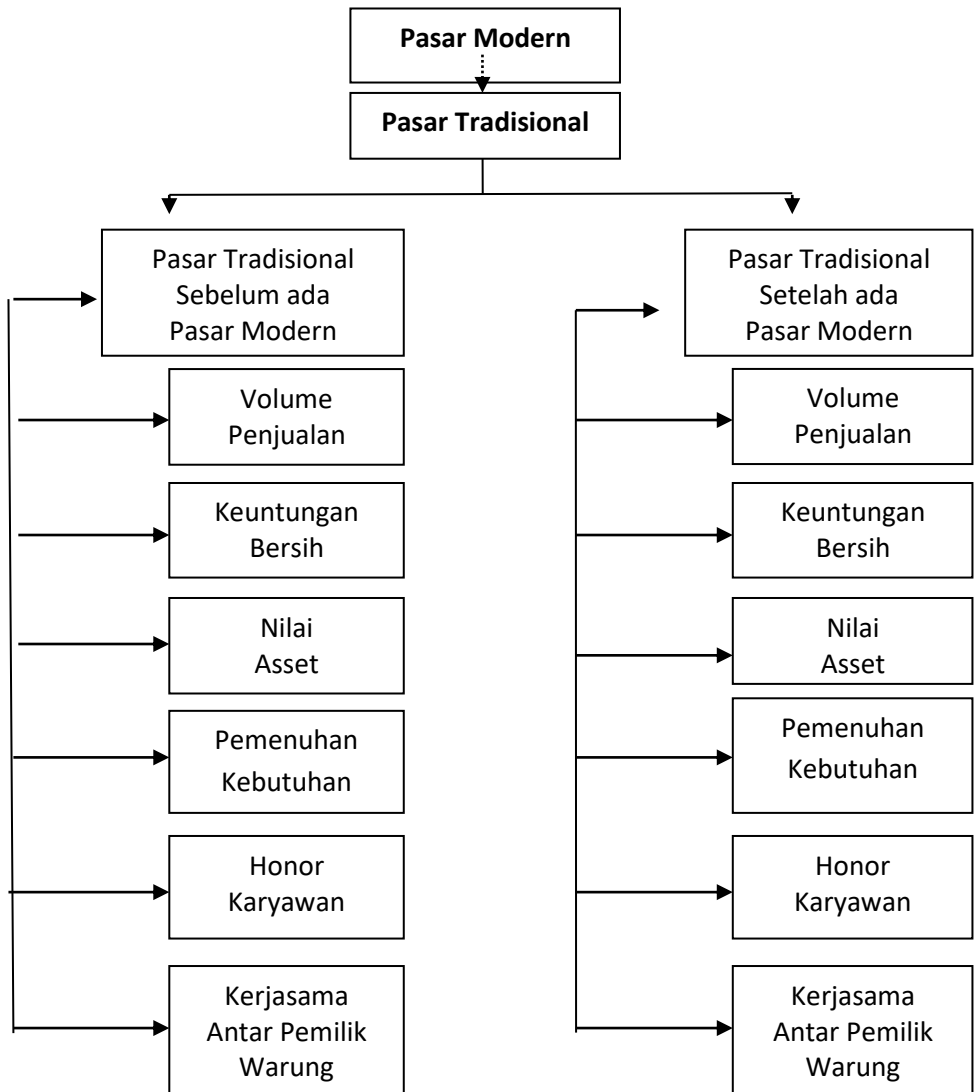 Pasar Modern
Pasar Tradisional
Pasar Tradisional
Sebelum ada
Pasar Modern
Volume
Penjualan
Keuntungan
Bersih
Nilai
Asset
Pemenuhan
Kebutuhan
Honor
Karyawan
Kerjasama
Antar Pemilik
Warung
Pasar Tradisional
Setelah ada
Pasar Modern
Volume
Penjualan
Keuntungan
Bersih
Nilai
Asset
Pemenuhan
Kebutuhan
Honor
Karyawan
Kerjasama
Antar Pemilik
Warung